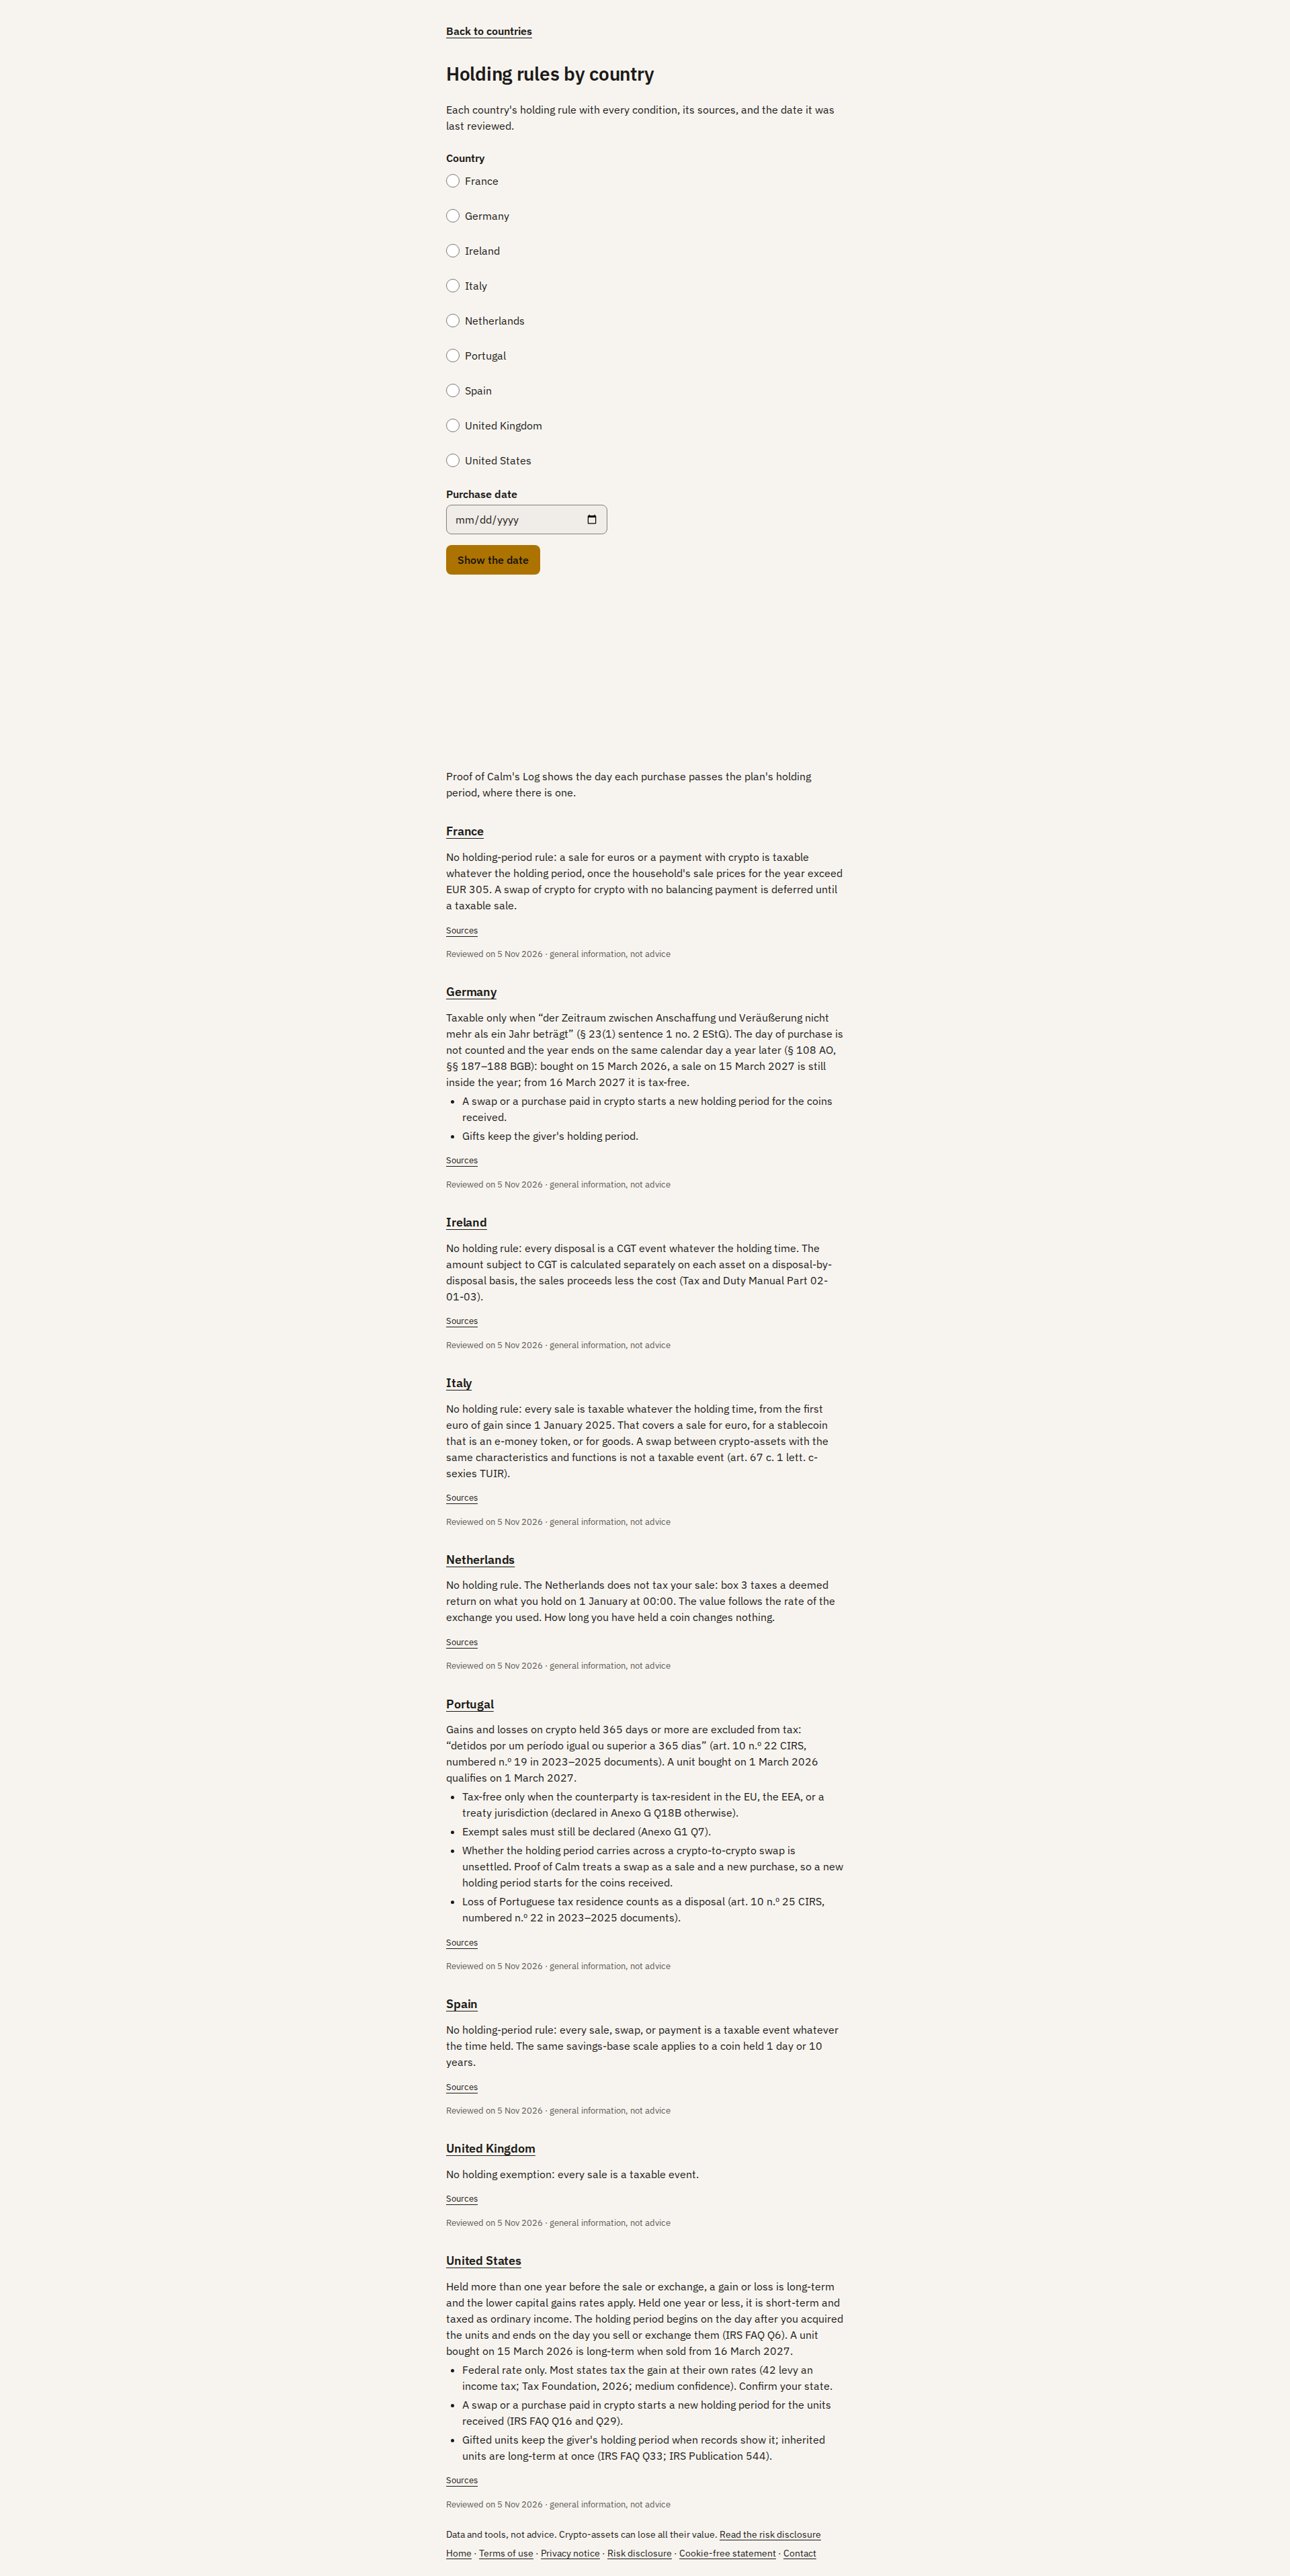 Back to countries
Holding rules by country
Each country's holding rule with every condition, its sources, and the date it was
last reviewed.
Country
France
Germany
Ireland
Italy
Netherlands
Portugal
Spain
United Kingdom
United States
Purchase date
mm/dd/yyyy
Show the date
Proof of Calm's Log shows the day each purchase passes the plan's holding
period, where there is one.
France
No holding-period rule: a sale for euros or a payment with crypto is taxable
whatever the holding period, once the household's sale prices for the year exceed
EUR 305. A swap of crypto for crypto with no balancing payment is deferred until
a taxable sale.
Sources
Reviewed on 5 Nov 2026 · general information, not advice
Germany
Taxable only when “der Zeitraum zwischen Anschaffung und Veräußerung nicht
mehr als ein Jahr beträgt” (§ 23(1) sentence 1 no. 2 EStG). The day of purchase is
not counted and the year ends on the same calendar day a year later (§ 108 AO,
§§ 187–188 BGB): bought on 15 March 2026, a sale on 15 March 2027 is still
inside the year; from 16 March 2027 it is tax-free.
• A swap or a purchase paid in crypto starts a new holding period for the coins
received.
• Gifts keep the giver's holding period.
Sources
Reviewed on 5 Nov 2026 · general information, not advice
Ireland
No holding rule: every disposal is a CGT event whatever the holding time. The
amount subject to CGT is calculated separately on each asset on a disposal-by-
disposal basis, the sales proceeds less the cost (Tax and Duty Manual Part 02-
01-03).
Sources
Reviewed on 5 Nov 2026 · general information, not advice
Italy
No holding rule: every sale is taxable whatever the holding time, from the first
euro of gain since 1 January 2025. That covers a sale for euro, for a stablecoin
that is an e-money token, or for goods. A swap between crypto-assets with the
same characteristics and functions is not a taxable event (art. 67 c. 1 lett. c-
sexies TUIR).
Sources
Reviewed on 5 Nov 2026 · general information, not advice
Netherlands
No holding rule. The Netherlands does not tax your sale: box 3 taxes a deemed
return on what you hold on 1 January at 00:00. The value follows the rate of the
exchange you used. How long you have held a coin changes nothing.
Sources
Reviewed on 5 Nov 2026 · general information, not advice
Portugal
Gains and losses on crypto held 365 days or more are excluded from tax:
“detidos por um período igual ou superior a 365 dias” (art. 10 n.º 22 CIRS,
numbered n.º 19 in 2023–2025 documents). A unit bought on 1 March 2026
qualifies on 1 March 2027.
• Tax-free only when the counterparty is tax-resident in the EU, the EEA, or a
treaty jurisdiction (declared in Anexo G Q18B otherwise).
• Exempt sales must still be declared (Anexo G1 Q7).
• Whether the holding period carries across a crypto-to-crypto swap is
unsettled. Proof of Calm treats a swap as a sale and a new purchase, so a new
holding period starts for the coins received.
• Loss of Portuguese tax residence counts as a disposal (art. 10 n.º 25 CIRS,
numbered n.º 22 in 2023–2025 documents).
Sources
Reviewed on 5 Nov 2026 · general information, not advice
Spain
No holding-period rule: every sale, swap, or payment is a taxable event whatever
the time held. The same savings-base scale applies to a coin held 1 day or 10
years.
Sources
Reviewed on 5 Nov 2026 · general information, not advice
United Kingdom
No holding exemption: every sale is a taxable event.
Sources
Reviewed on 5 Nov 2026 · general information, not advice
United States
Held more than one year before the sale or exchange, a gain or loss is long-term
and the lower capital gains rates apply. Held one year or less, it is short-term and
taxed as ordinary income. The holding period begins on the day after you acquired
the units and ends on the day you sell or exchange them (IRS FAQ Q6). A unit
bought on 15 March 2026 is long-term when sold from 16 March 2027.
• Federal rate only. Most states tax the gain at their own rates (42 levy an
income tax; Tax Foundation, 2026; medium confidence). Confirm your state.
• A swap or a purchase paid in crypto starts a new holding period for the units
received (IRS FAQ Q16 and Q29).
• Gifted units keep the giver's holding period when records show it; inherited
units are long-term at once (IRS FAQ Q33; IRS Publication 544).
Sources
Reviewed on 5 Nov 2026 · general information, not advice
Data and tools, not advice. Crypto-assets can lose all their value. Read the risk disclosure
Home · Terms of use · Privacy notice · Risk disclosure · Cookie-free statement · Contact